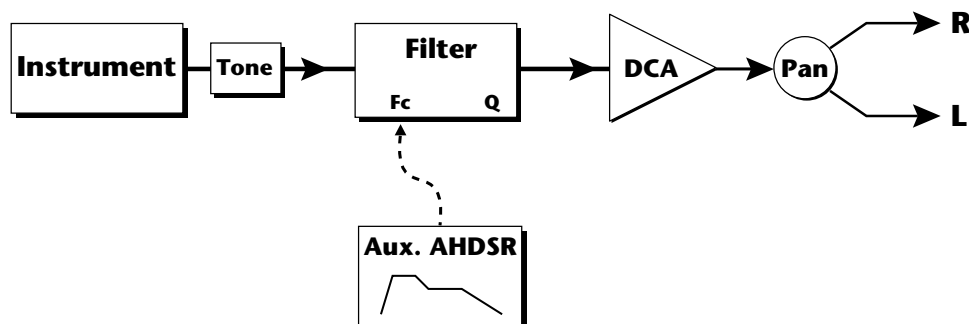 R
Instrument
Tone
Filter
Fc Q
DCA
Pan
L
Aux. AHDSR